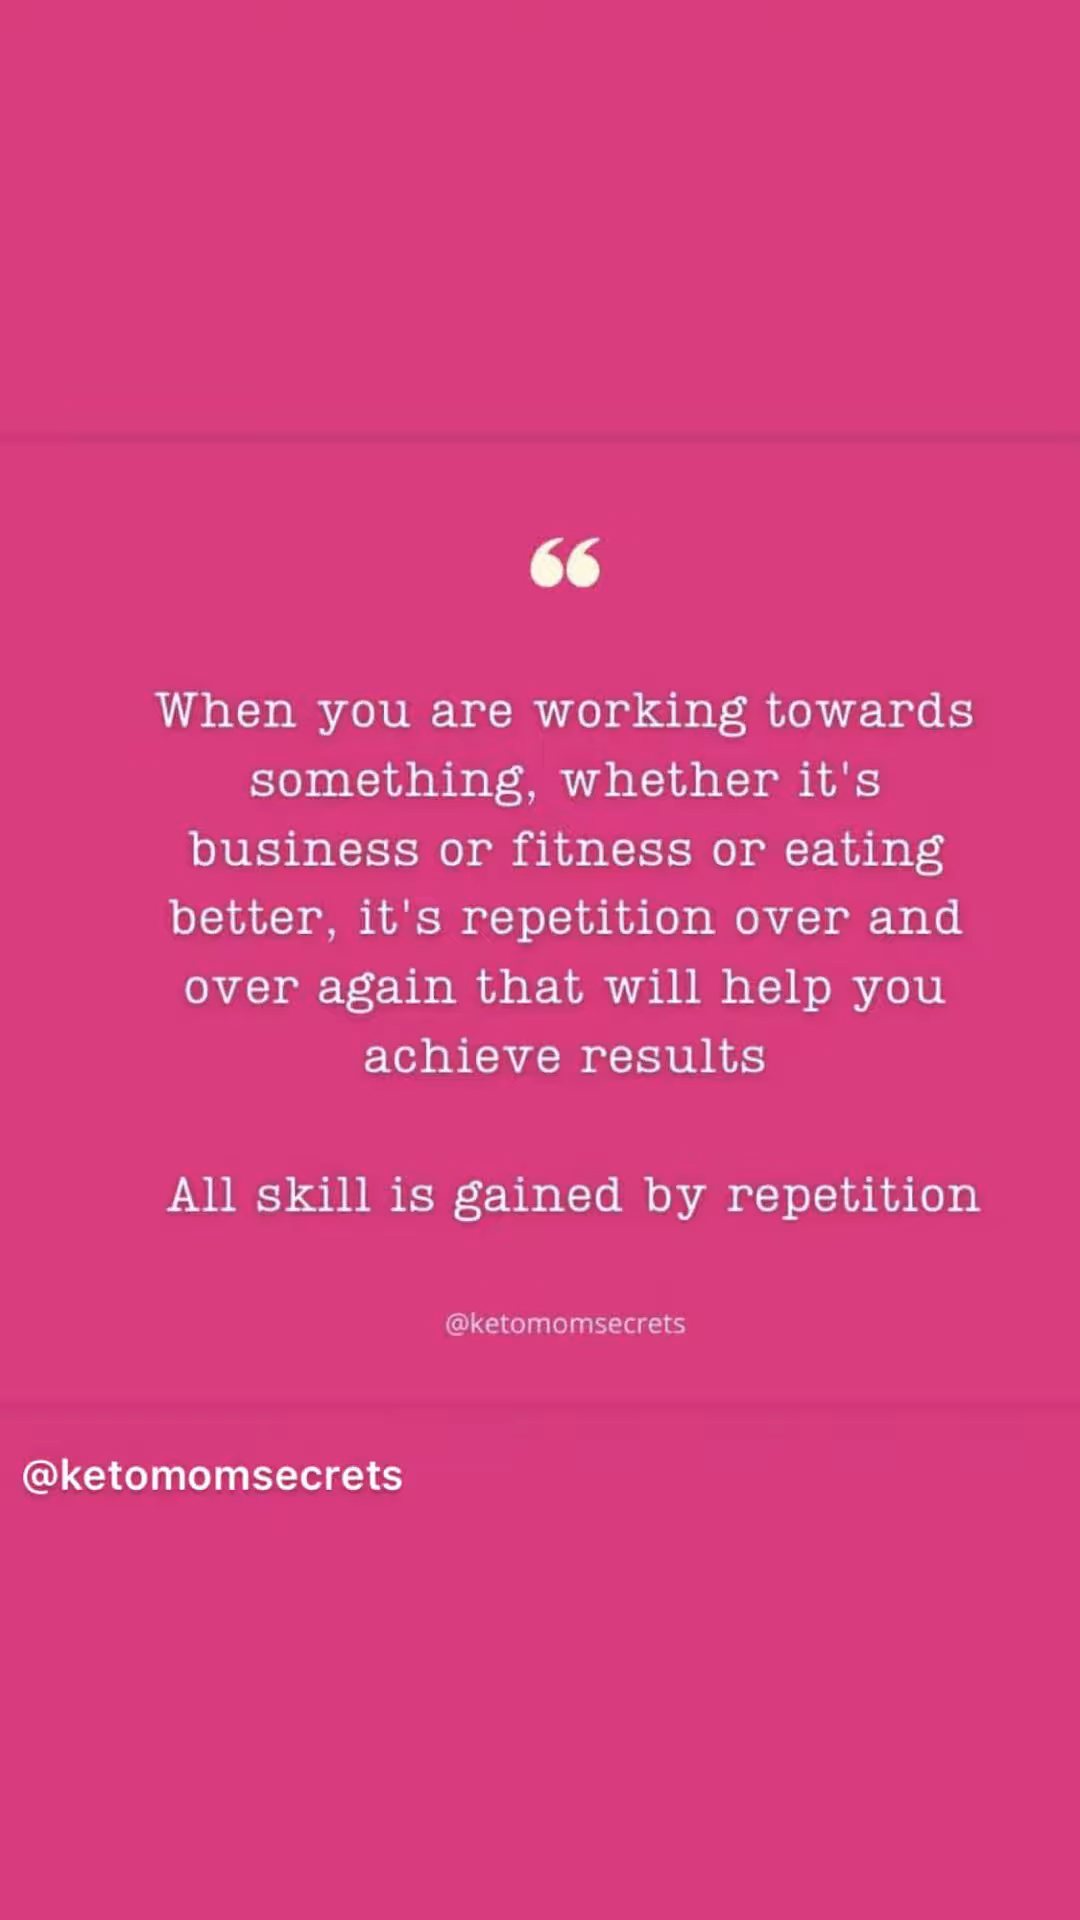 “
When you are working towards
something, whether it's
business or fitness or eating
better, it's repetition over and
over again that will help you
achieve results
All skill is gained by repetition
@ketomomsecrets
@ketomomsecrets